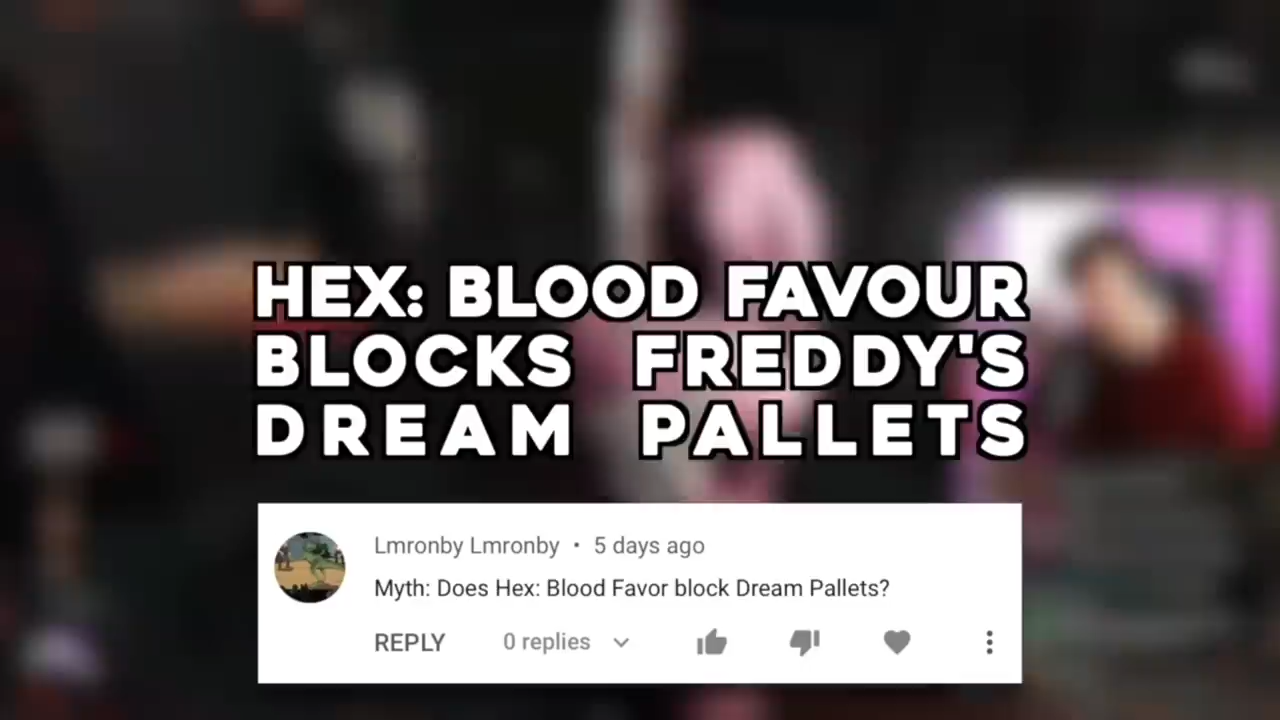 HEX: BLOOD FAVOUR
BLOCKS FREDDY'S
DREAM PALLETS
Lmronby Lmronby • 5 days ago
Myth: Does Hex: Blood Favor block Dream Pallets?
REPLY 0 replies